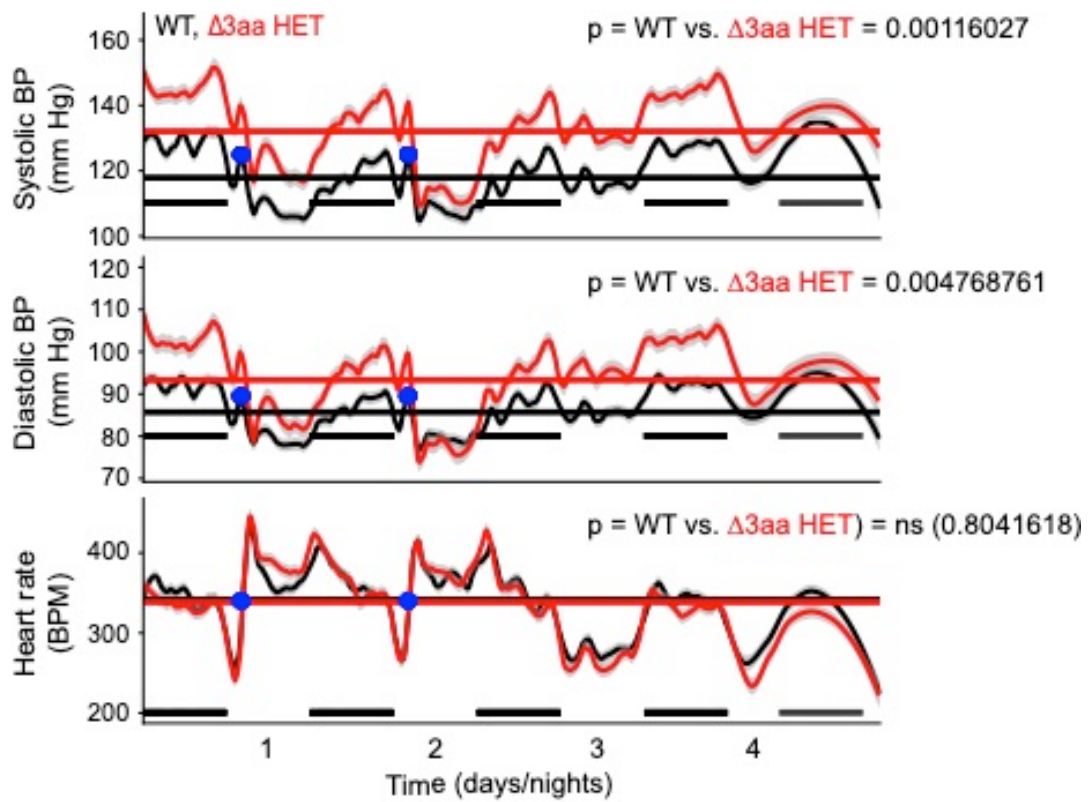 WT, Δ3aa HET
p = WT vs. Δ3aa HET = 0.00116027
Systolic BP
(mm Hg)
160
140
120
100
p = WT vs. Δ3aa HET = 0.004768761
Diastolic BP
(mm Hg)
120
110
100
90
80
70
p = WT vs. Δ3aa HET) = ns (0.8041618)
Heart rate
(BPM)
400
300
200
1 2 3 4
Time (days/nights)